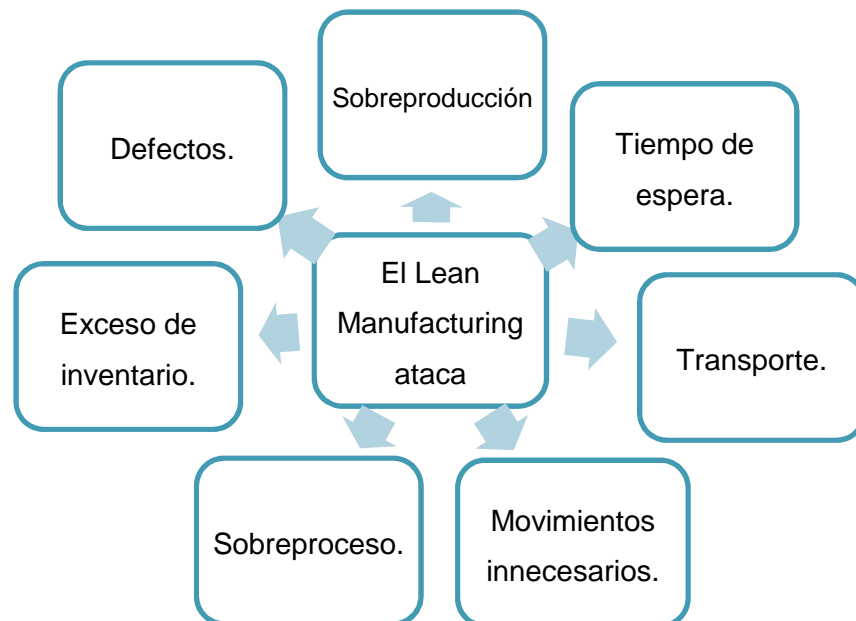 Sobreproducción
Tiempo de
espera.
Transporte.
Movimientos
innecesarios.
Sobreproceso.
Exceso de
inventario.
Defectos.
El Lean
Manufacturing
ataca